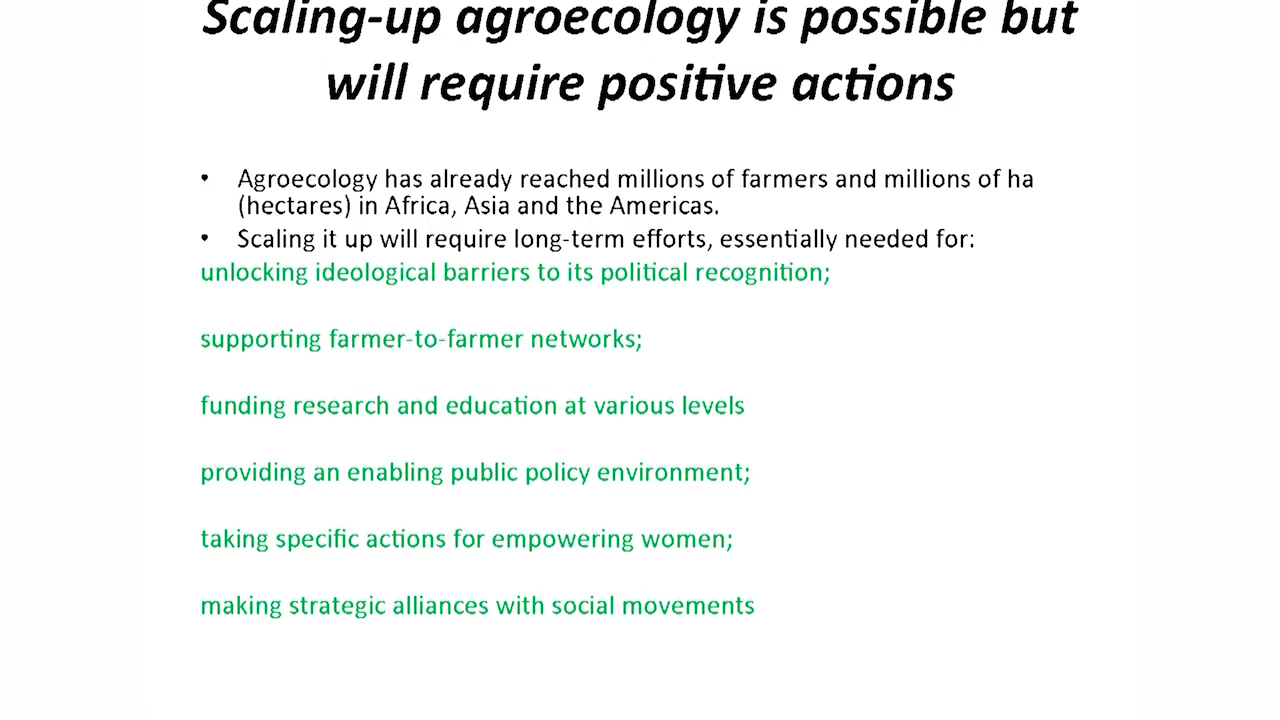 Scaling-up agroecology is possible but
will require positive actions
• Agroecology has already reached millions of farmers and millions of ha
(hectares) in Africa, Asia and the Americas.
• Scaling it up will require long-term efforts, essentially needed for:
unlocking ideological barriers to its political recognition;
supporting farmer-to-farmer networks;
funding research and education at various levels
providing an enabling public policy environment;
taking specific actions for empowering women;
making strategic alliances with social movements